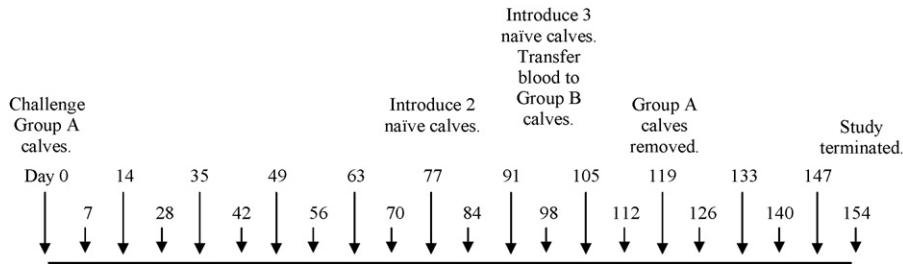 Introduce 3
naïve calves.
Transfer
blood to
Group B
calves.
Challenge
Group A
calves.
Introduce 2
naïve calves.
Group A
calves
removed.
Study
terminated.
Day 0 14 35 49 63 77 91 105 119 133 147
7 28 42 56 70 84 98 112 126 140 154